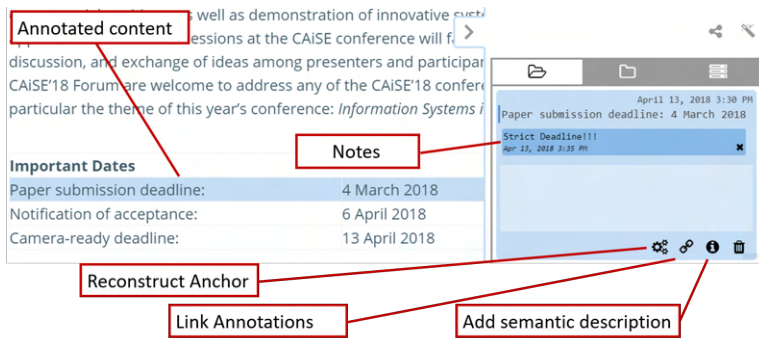 well as demonstration of innovative
Annotated content
essions at the CAiSE conference will
discussion, and exchange of ideas among presenters and
CAiSE'18 Forum are welcome to address any of the CAiSE'18
particular the theme of this year's conference: Information Systems
Important Dates
Paper submission deadline: 4 March 2018
Notification of acceptance: 6 April 2018
Camera-ready deadline: 13 April 2018
Notes
April 13, 2018 3:30 PM
Paper submission deadline: 4 March 2018
Strict Deadline!!!
Apr 13, 2018 3:35 PM
Reconstruct Anchor
Link Annotations
Add semantic description